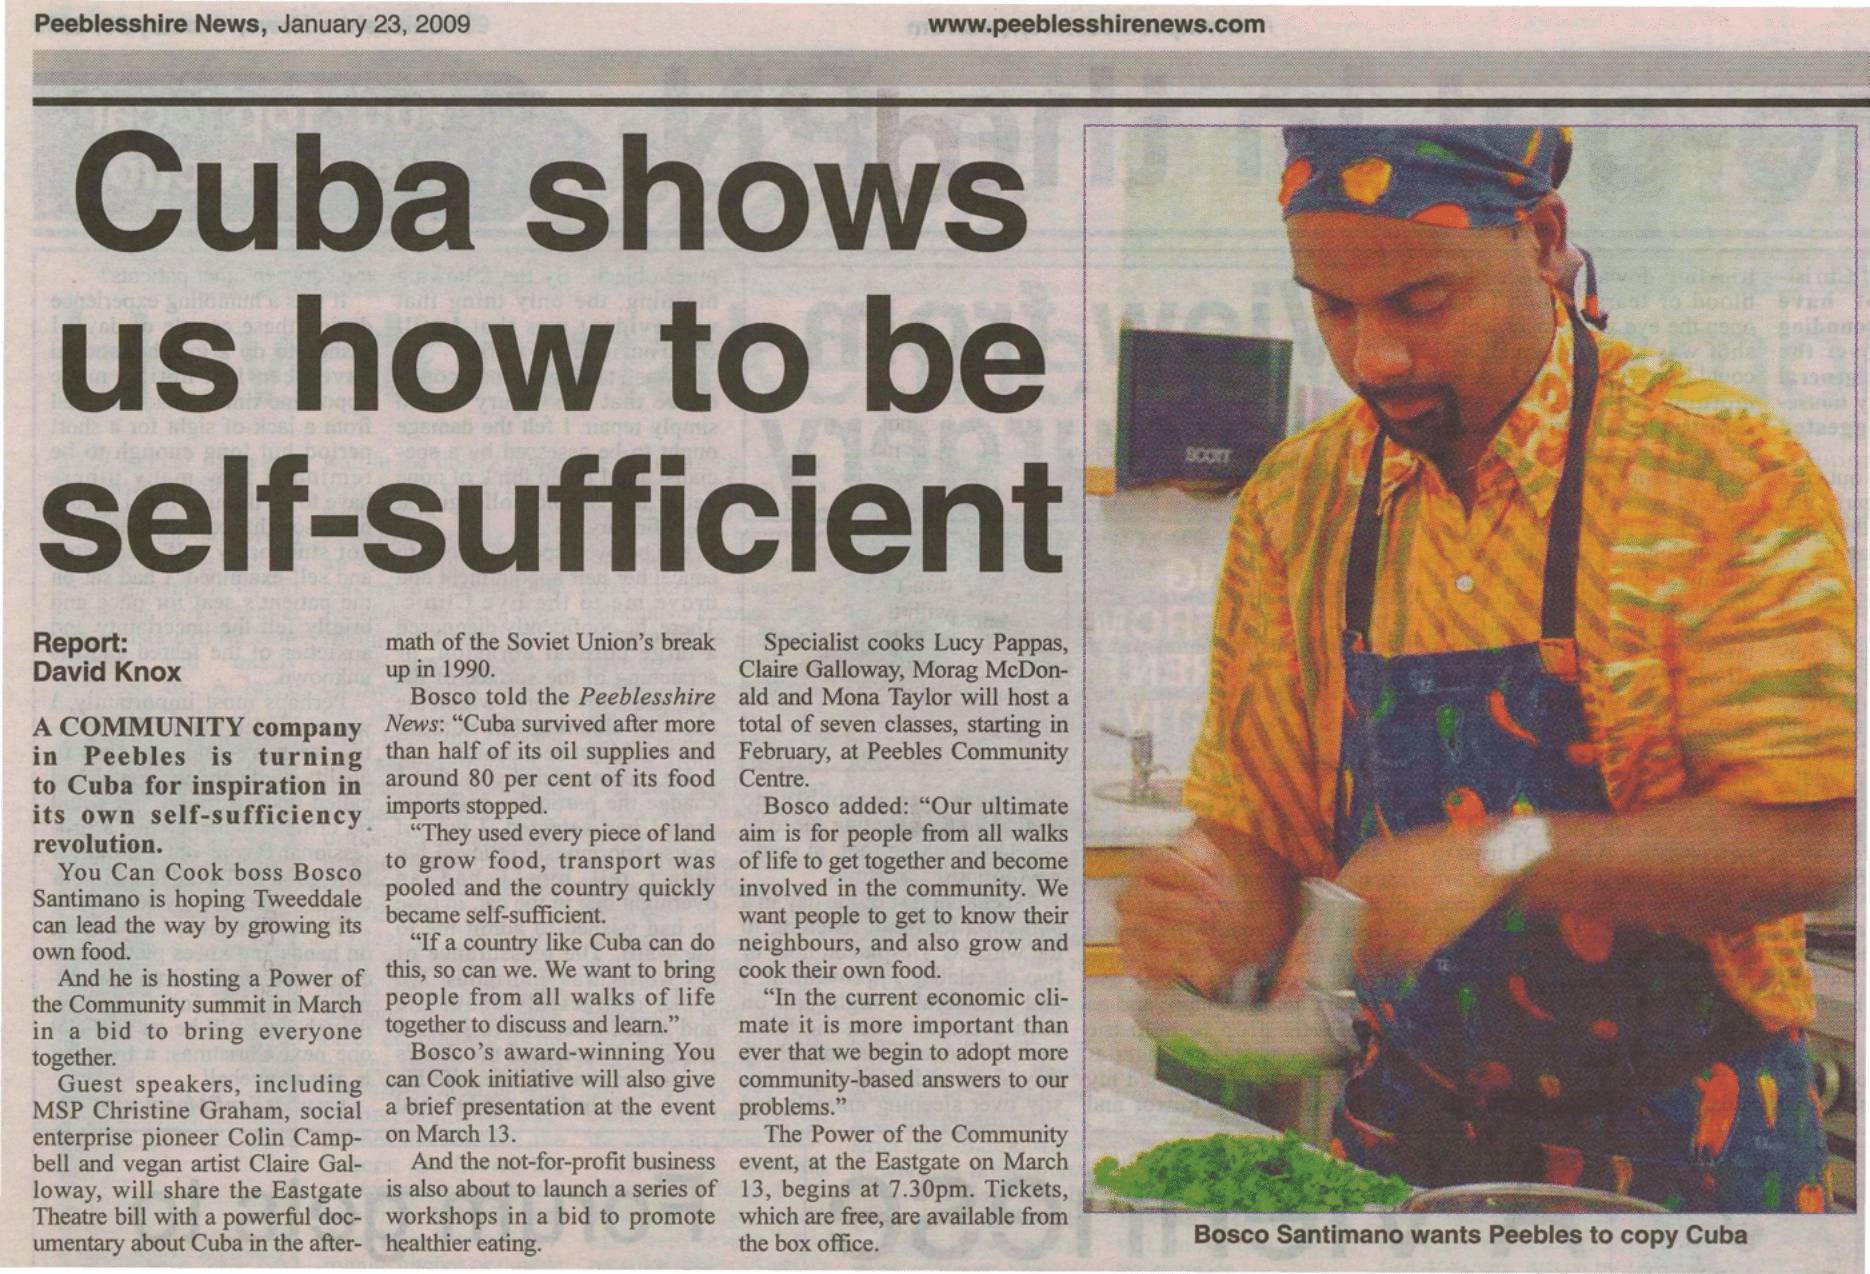 Peeblesshire News, January 23, 2009
www.peeblesshirenews.com
Cuba shows
us how to be
self-sufficient
Report:
David Knox
A COMMUNITY company
in Peebles is turning
to Cuba for inspiration in
its own self-sufficiency
revolution.
You Can Cook boss Bosco
Santimano is hoping Tweeddale
can lead the way by growing its
own food.
And he is hosting a Power of
the Community summit in March
in a bid to bring everyone
together.
Guest speakers, including
MSP Christine Graham, social
enterprise pioneer Colin Camp-
bell and vegan artist Claire Gal-
loway, will share the Eastgate
Theatre bill with a powerful doc-
umentary about Cuba in the after-
math of the Soviet Union's break
up in 1990.
Bosco told the Peeblesshire
News: “Cuba survived after more
than half of its oil supplies and
around 80 per cent of its food
imports stopped.
“They used every piece of land
to grow food, transport was
pooled and the country quickly
became self-sufficient.
“If a country like Cuba can do
this, so can we. We want to bring
people from all walks of life
together to discuss and learn.”
Bosco's award-winning You
can Cook initiative will also give
a brief presentation at the event
on March 13.
And the not-for-profit business
is also about to launch a series of
workshops in a bid to promote
healthier eating.
Specialist cooks Lucy Pappas,
Claire Galloway, Morag McDon-
ald and Mona Taylor will host a
total of seven classes, starting in
February, at Peebles Community
Centre.
Bosco added: “Our ultimate
aim is for people from all walks
of life to get together and become
involved in the community. We
want people to get to know their
neighbours, and also grow and
cook their own food.
“In the current economic cli-
mate it is more important than
ever that we begin to adopt more
community-based answers to our
problems.”
The Power of the Community
event, at the Eastgate on March
13, begins at 7.30pm. Tickets,
which are free, are available from
the box office.
SCOTT
Bosco Santimano wants Peebles to copy Cuba